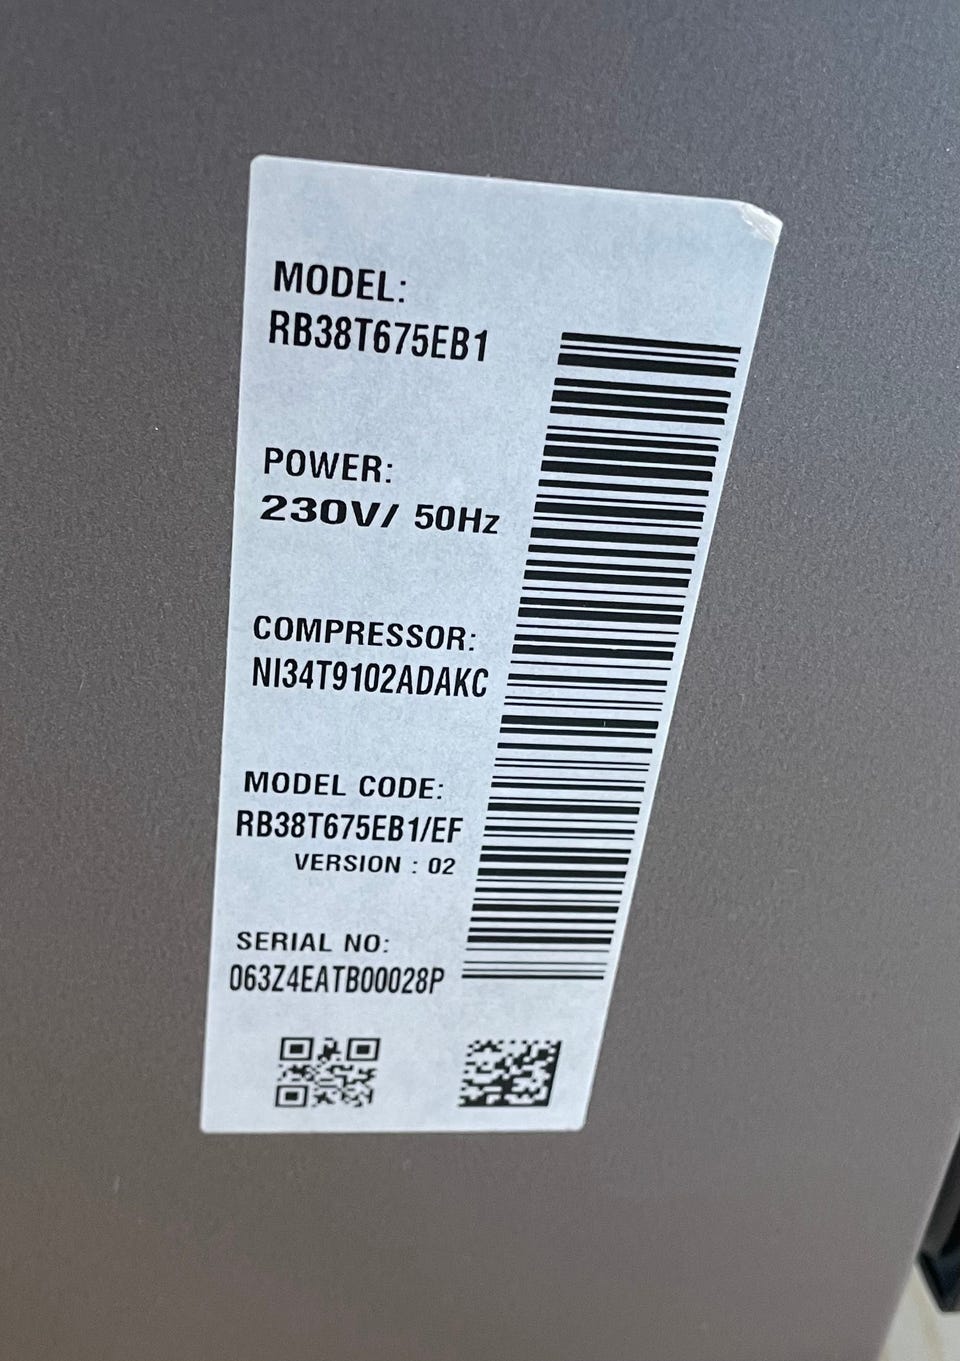 MODEL:
RB38T675EB1
POWER:
230V/ 50Hz
COMPRESSOR:
NI34T9102ADAKC
MODEL CODE:
RB38T675EB1/EF
VERSION : 02
SERIAL NO:
063Z4EATB00028P